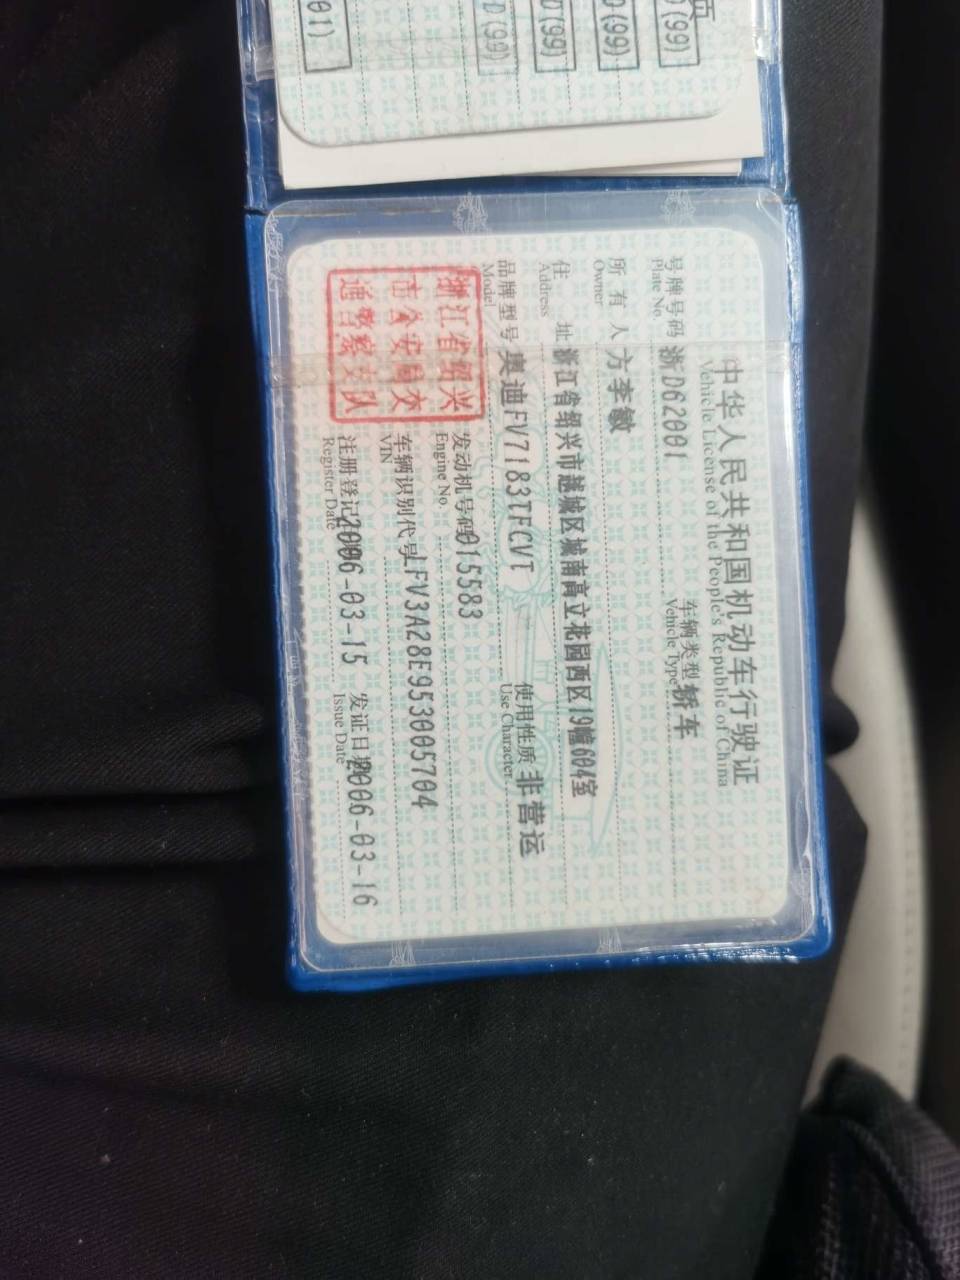 中华人民共和国机动车行驶证
Vehicle License of the People's Republic of China
号牌号码 浙D62001 车辆类型 轿车
Plate No. Vehicle Type
所有人 方李敏
Owner
住址 浙江省绍兴市越城区城南高立花园西区19幢604室
Address
品牌型号 奥迪FV7183TFCVT 使用性质 非营运
Model Use Character
浙江省绍兴
市公安局交
通警察支队
发动机号码 015583
Engine No.
车辆识别代号 LFV3A28E953005704
VIN
注册登记日期 2006-03-15 发证日期 2006-03-16
Register Date Issue Date
(99)
D(99)
D(99)
D(99)
01)